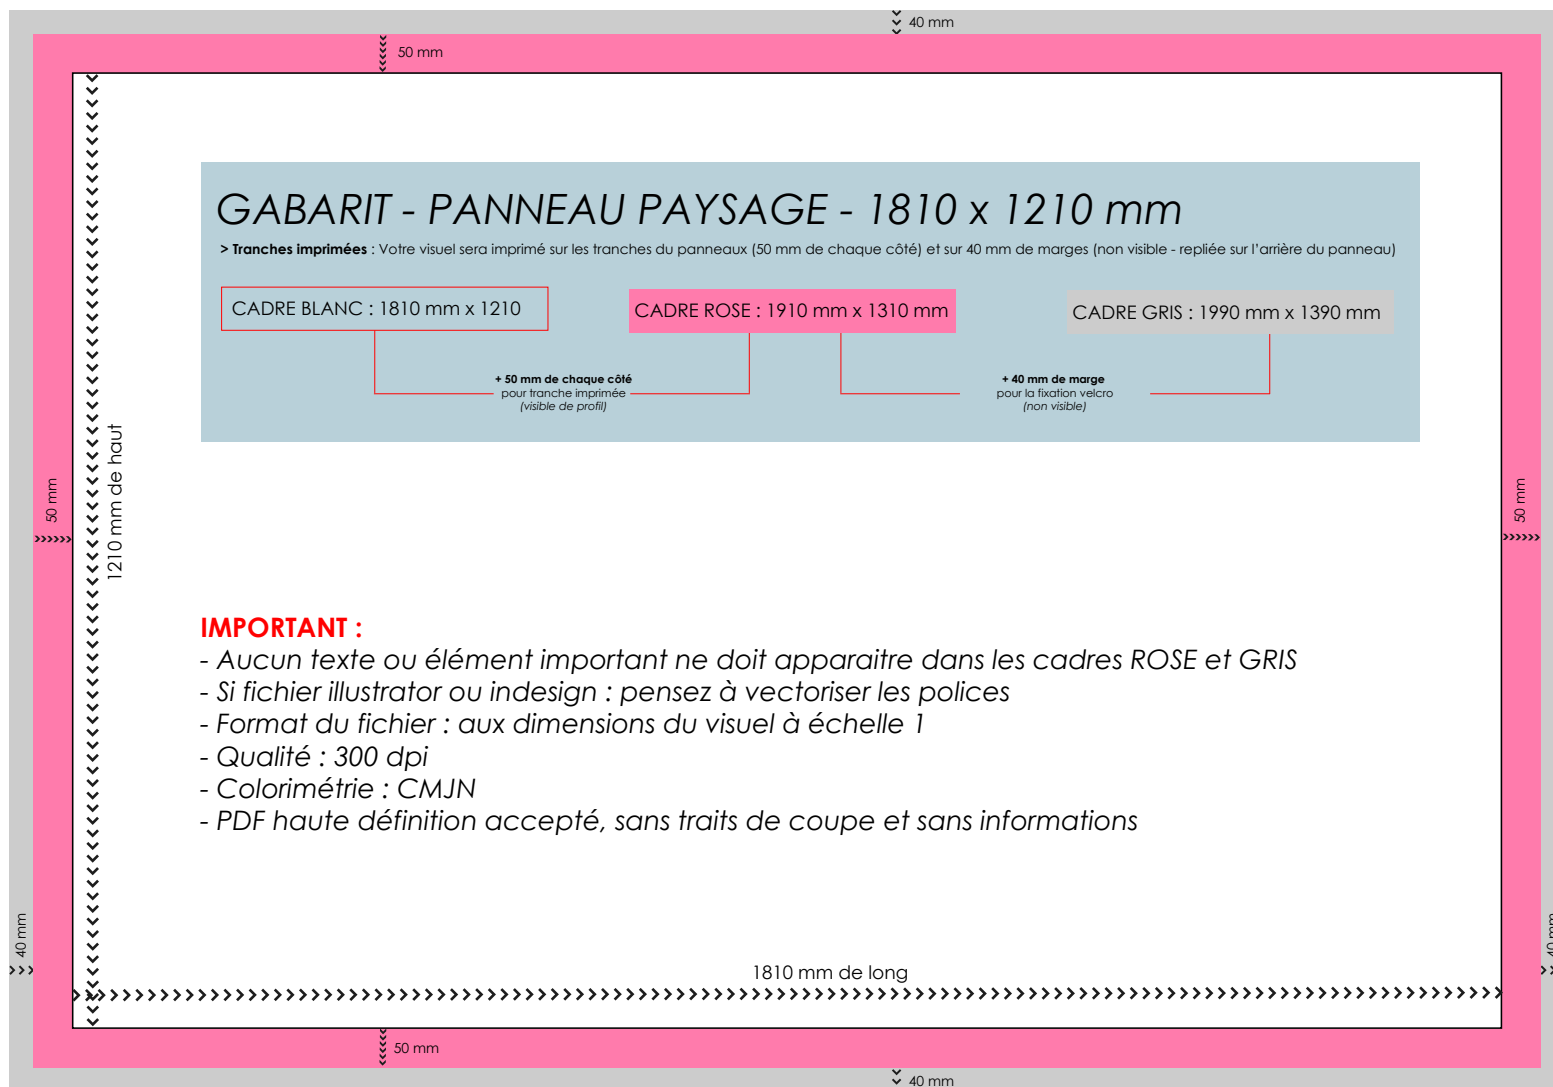 40 mm
50 mm
GABARIT - PANNEAU PAYSAGE - 1810 x 1210 mm
> Tranches imprimées : Votre visuel sera imprimé sur les tranches du panneaux (50 mm de chaque côté) et sur 40 mm de marges (non visible - repliée sur l'arrière du panneau)
CADRE BLANC : 1810 mm x 1210
CADRE ROSE : 1910 mm x 1310 mm
CADRE GRIS : 1990 mm x 1390 mm
+ 50 mm de chaque côté
pour tranche imprimée
(visible de profil)
+ 40 mm de marge
pour la fixation velcro
(non visible)
50 mm
1210 mm de haut
50 mm
IMPORTANT :
- Aucun texte ou élément important ne doit apparaitre dans les cadres ROSE et GRIS
- Si fichier illustrator ou indesign : pensez à vectoriser les polices
- Format du fichier : aux dimensions du visuel à échelle 1
- Qualité : 300 dpi
- Colorimétrie : CMJN
- PDF haute définition accepté, sans traits de coupe et sans informations
40 mm
40 mm
1810 mm de long
50 mm
40 mm